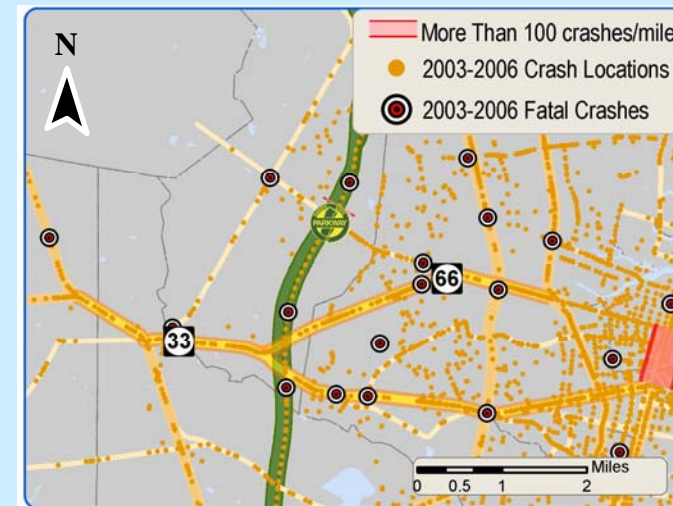 N
More Than 100 crashes/mile
2003-2006 Crash Locations
2003-2006 Fatal Crashes
PARKWAY
66
33
Miles
0 0.5 1 2